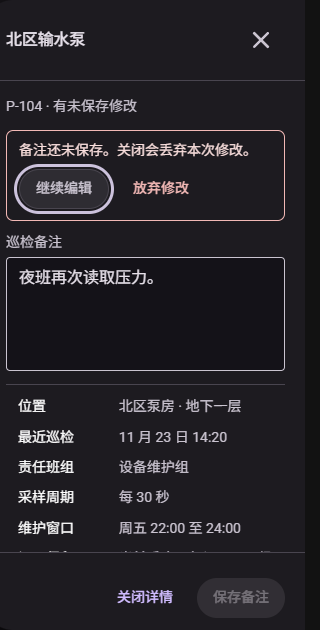 北区输水泵
P-104 · 有未保存修改
备注还未保存。关闭会丢弃本次修改。
继续编辑 放弃修改
巡检备注
夜班再次读取压力。
位置 北区泵房 · 地下一层
最近巡检 11 月 23 日 14:20
责任班组 设备维护组
采样周期 每 30 秒
维护窗口 周五 22:00 至 24:00
关闭详情 保存备注